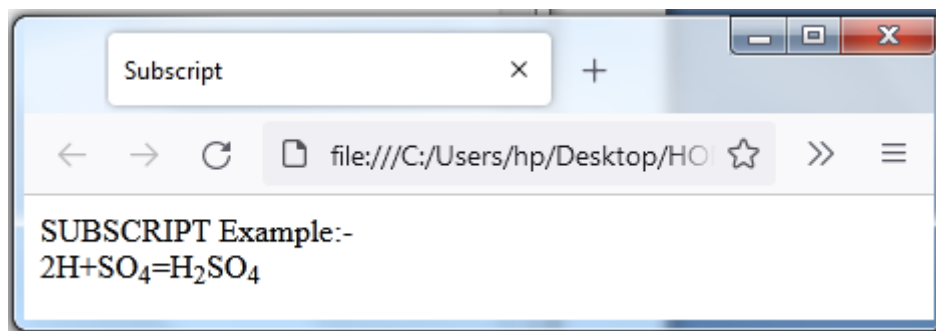 Subscript
file:///C:/Users/hp/Desktop/HO
SUBSCRIPT Example:-
2H+SO₄=H₂SO₄